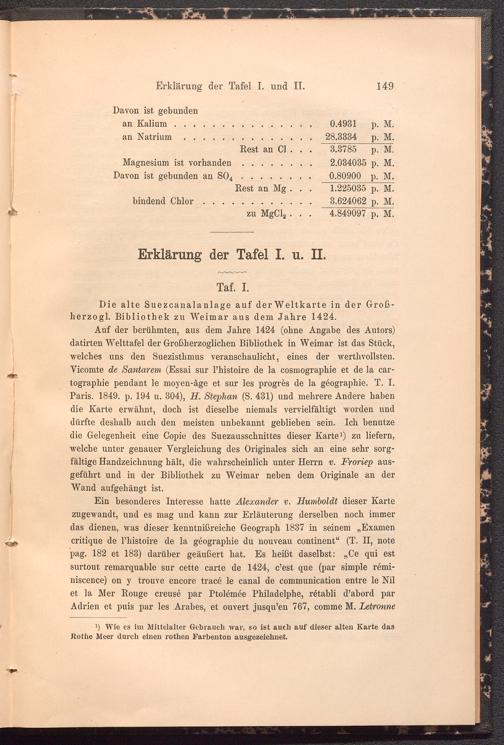 Erklärung der Tafel I. und II. 149
Davon ist gebunden
an Kalium . . . . . . . . . . . . . . . 0.4931 p. M.
an Natrium . . . . . . . . . . . . . . 28.3334 p. M.
Rest an Cl . . . 3.3785 p. M.
Magnesium ist vorhanden . . . . . . . . 2.034035 p. M.
Davon ist gebunden an SO₄ . . . . . . . . 0.80900 p. M.
Rest an Mg . . . 1.225035 p. M.
bindend Chlor . . . . . . . . . . . . 3.624062 p. M.
zu MgCl₂ . . . 4.849097 p. M.
Erklärung der Tafel I. u. II.
Taf. I.
Die alte Suezcanalanlage auf der Weltkarte in der Groß-
herzogl. Bibliothek zu Weimar aus dem Jahre 1424.
Auf der berühmten, aus dem Jahre 1424 (ohne Angabe des Autors)
datirten Welttafel der Großherzoglichen Bibliothek in Weimar ist das Stück,
welches uns den Suezisthmus veranschaulicht, eines der werthvollsten.
Vicomte de Santarem (Essai sur l'histoire de la cosmographie et de la car-
tographie pendant le moyen-âge et sur les progrès de la géographie. T. I.
Paris. 1849. p. 194 u. 304), H. Stephan (S. 431) und mehrere Andere haben
die Karte erwähnt, doch ist dieselbe niemals vervielfältigt worden und
dürfte deshalb auch den meisten unbekannt geblieben sein. Ich benutze
die Gelegenheit eine Copie des Suezausschnittes dieser Karte¹) zu liefern,
welche unter genauer Vergleichung des Originales sich an eine sehr sorg-
fältige Handzeichnung hält, die wahrscheinlich unter Herrn v. Froriep aus-
geführt und in der Bibliothek zu Weimar neben dem Originale an der
Wand aufgehängt ist.
Ein besonderes Interesse hatte Alexander v. Humboldt dieser Karte
zugewandt, und es mag und kann zur Erläuterung derselben noch immer
das dienen, was dieser kenntnißreiche Geograph 1837 in seinem „Examen
critique de l'histoire de la géographie du nouveau continent“ (T. II, note
pag. 182 et 183) darüber geäußert hat. Es heißt daselbst: „Ce qui est
surtout remarquable sur cette carte de 1424, c'est que (par simple rémi-
niscence) on y trouve encore tracé le canal de communication entre le Nil
et la Mer Rouge creusé par Ptolémée Philadelphe, rétabli d'abord par
Adrien et puis par les Arabes, et ouvert jusqu'en 767, comme M. Letronne
¹) Wie es im Mittelalter Gebrauch war, so ist auch auf dieser alten Karte das
Rothe Meer durch einen rothen Farbenton ausgezeichnet.